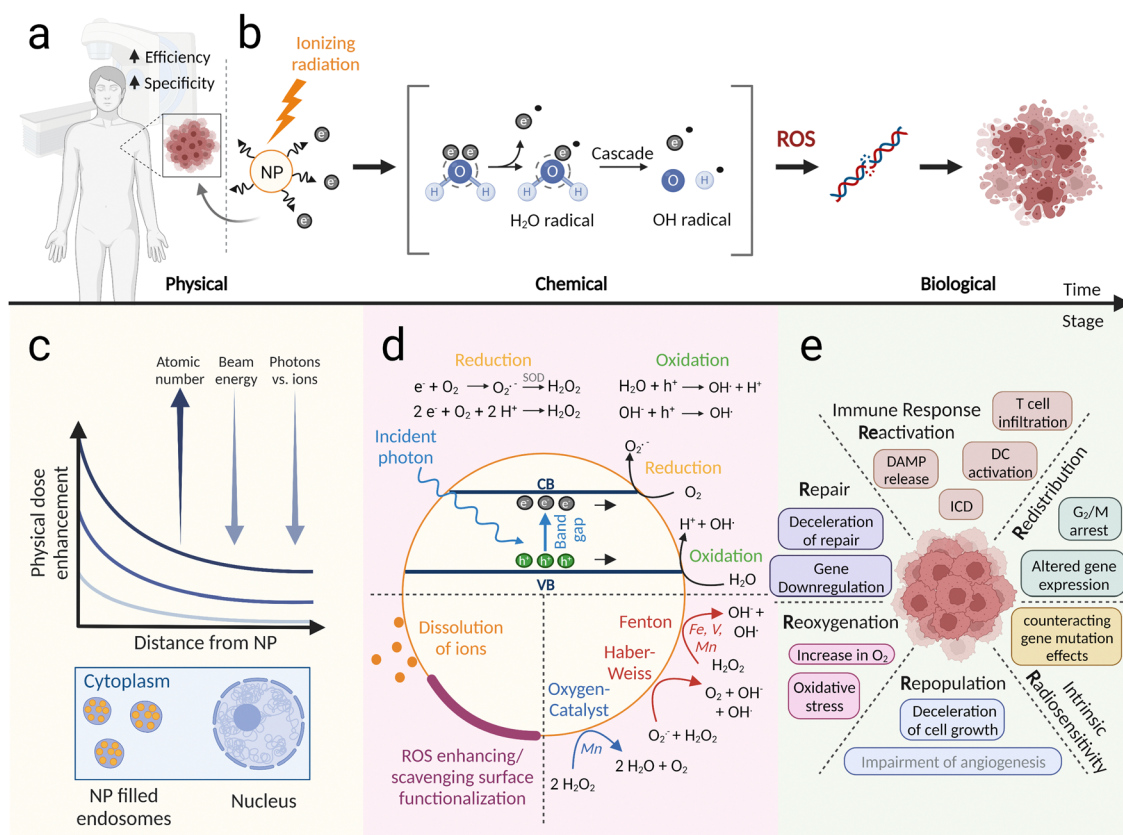 a
Efficiency
Specificity
b
Ionizing
radiation
NP
e⁻
e⁻
e⁻
e⁻ e⁻
O
H H
e⁻
e⁻
O
H H
H₂O radical
Cascade
e⁻
O H
OH radical
ROS
Physical
Chemical
Biological
Time
Stage
c
Atomic
number
Beam
energy
Photons
vs. ions
Physical dose
enhancement
Distance from NP
Cytoplasm
NP filled
endosomes
Nucleus
d
Reduction
e⁻ + O₂ → O₂·⁻ SOD → H₂O₂
2 e⁻ + O₂ + 2 H⁺ → H₂O₂
Oxidation
H₂O + h⁺ → OH· + H⁺
OH⁻ + h⁺ → OH·
Incident
photon
CB
e⁻ e⁻ e⁻
Band
gap
h⁺ h⁺ h⁺
VB
O₂·⁻
Reduction
O₂
H⁺ + OH·
Oxidation
H₂O
Dissolution
of ions
ROS enhancing/
scavenging surface
functionalization
Fenton
Fe, V,
Mn
OH⁻ +
OH·
H₂O₂
Haber-
Weiss
O₂ + OH⁻
+ OH·
O₂·⁻ + H₂O₂
Oxygen-
Catalyst
Mn
2 H₂O + O₂
2 H₂O₂
e
Immune Response
Reactivation
T cell
infiltration
DC
activation
DAMP
release
ICD
Redistribution
G₂/M
arrest
Altered gene
expression
Repair
Deceleration
of repair
Gene
Downregulation
Reoxygenation
Increase in O₂
Oxidative
stress
Repopulation
Deceleration
of cell growth
Impairment of angiogenesis
counteracting
gene mutation
effects
Intrinsic
Radiosensitivity